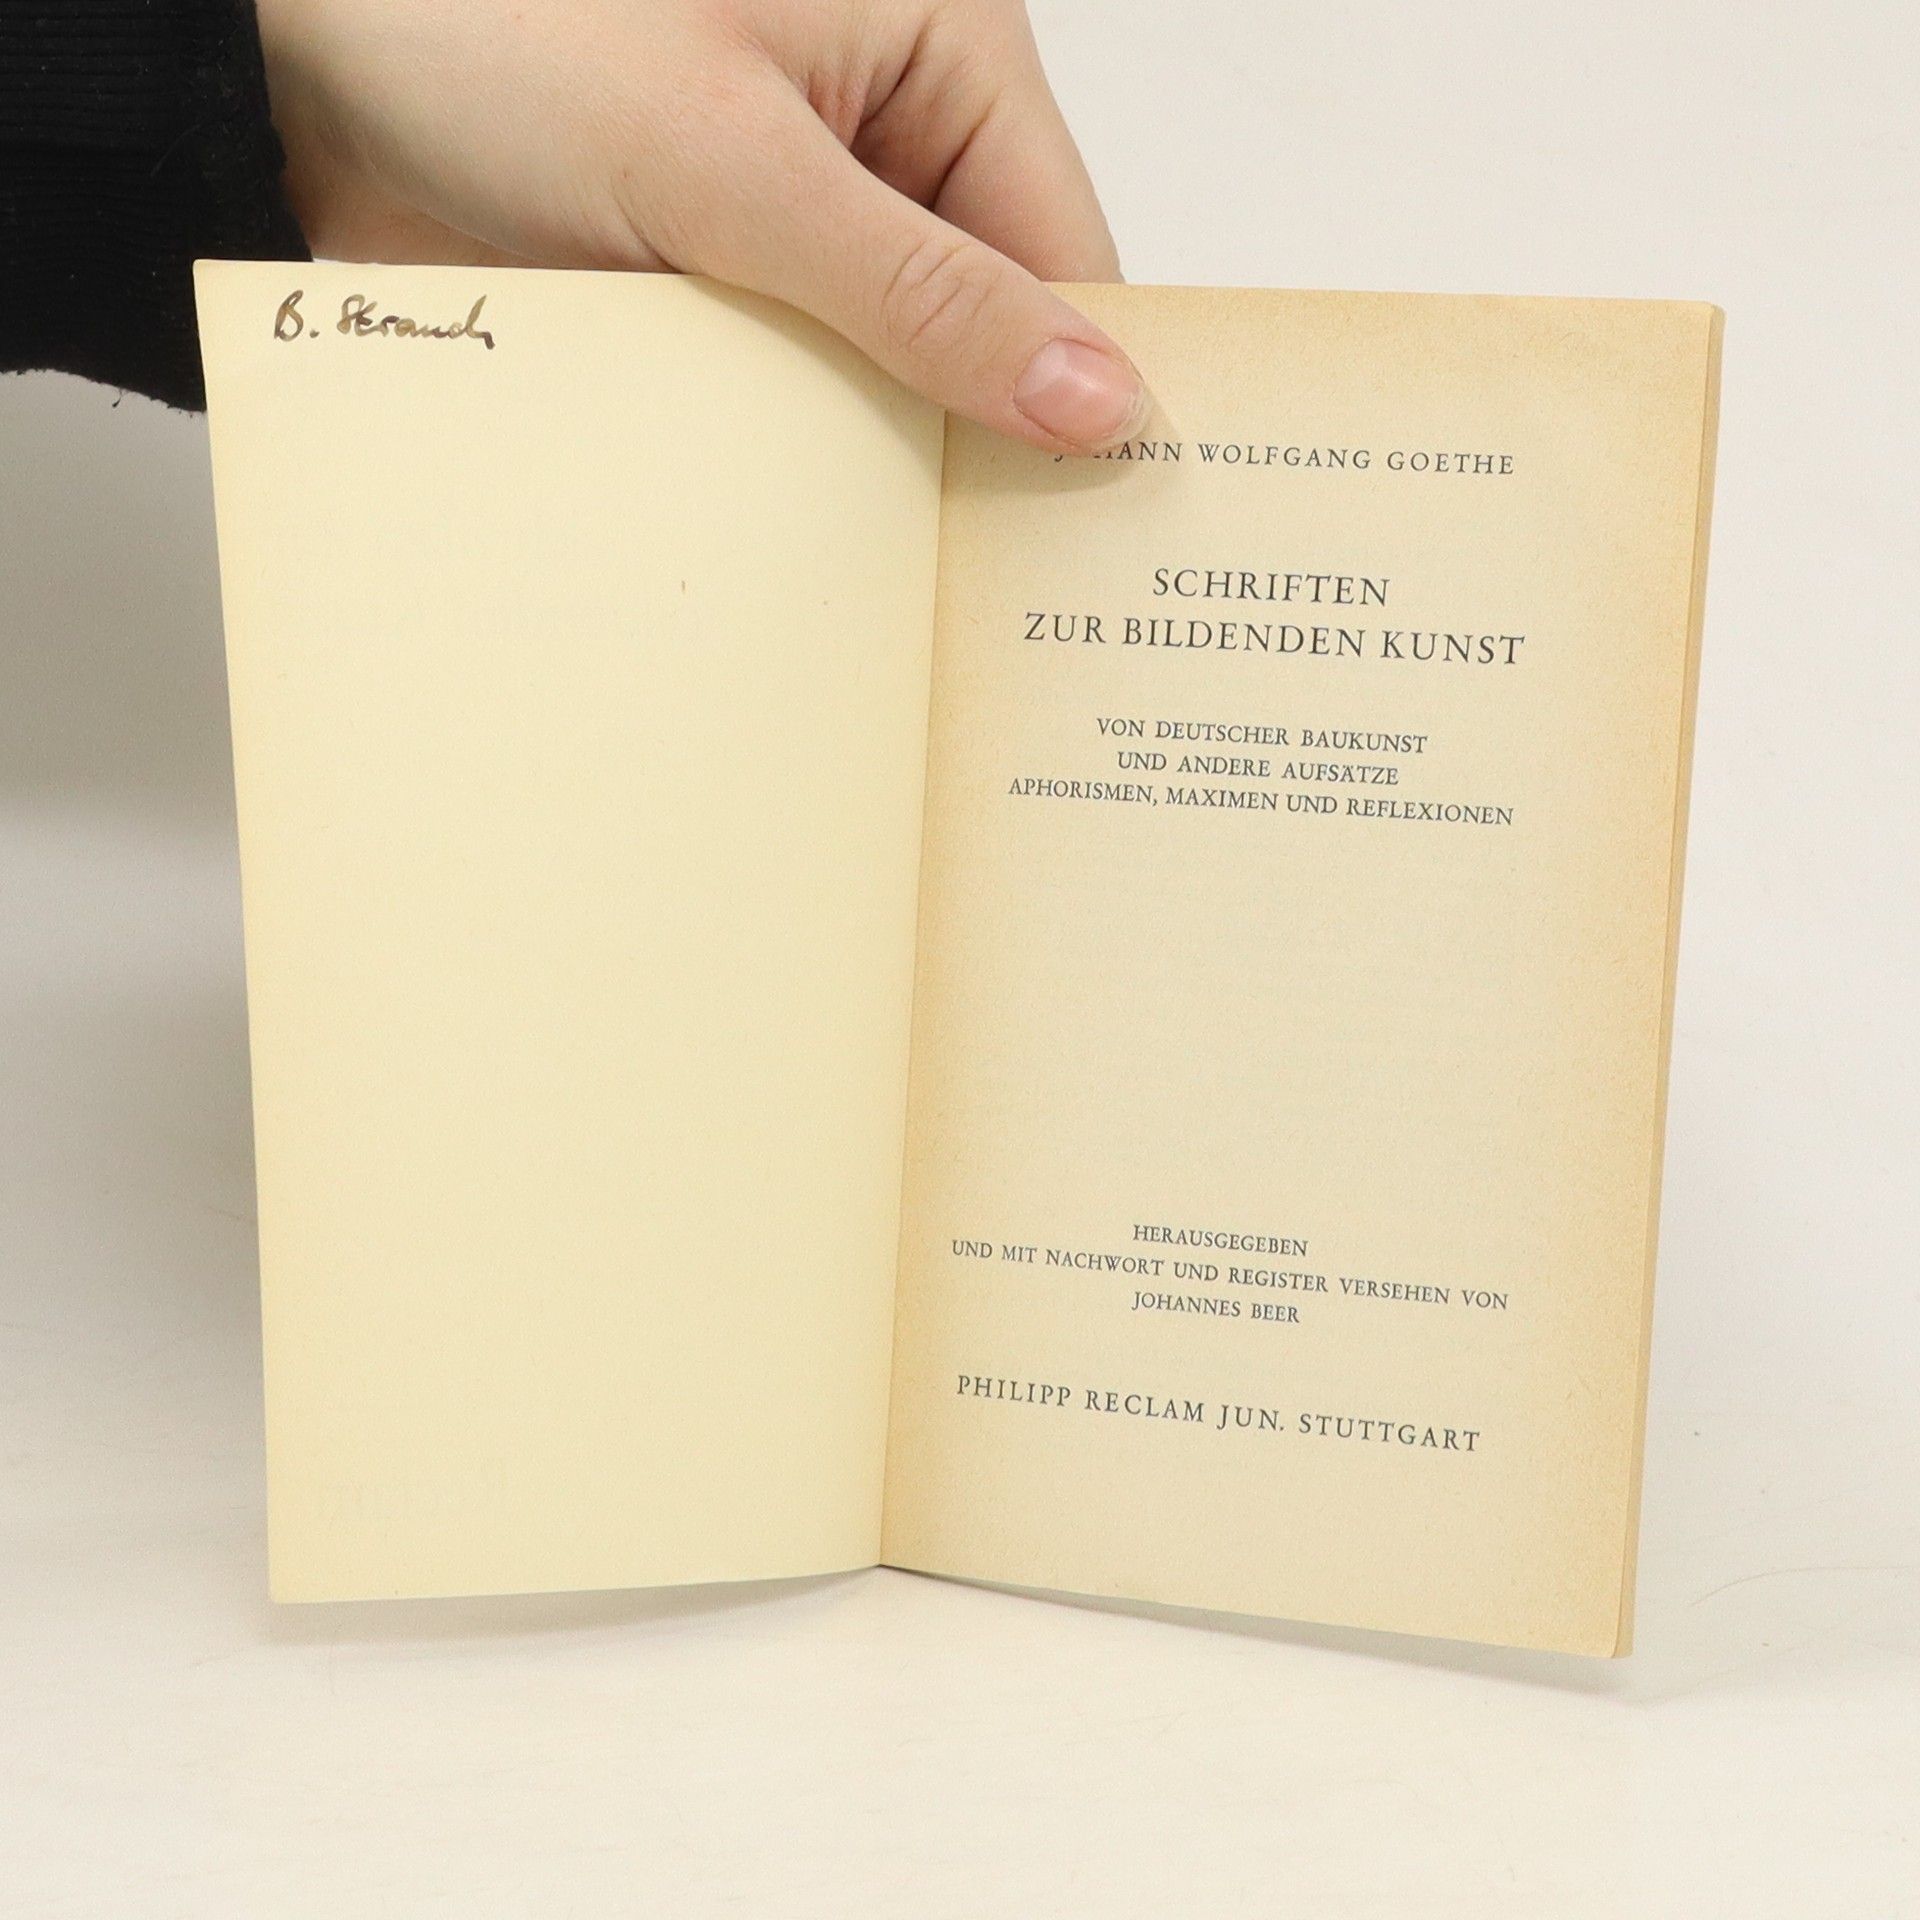 B. Strauch
JOHANN WOLFGANG GOETHE
SCHRIFTEN
ZUR BILDENDEN KUNST
VON DEUTSCHER BAUKUNST
UND ANDERE AUFSÄTZE
APHORISMEN, MAXIMEN UND REFLEXIONEN
HERAUSGEGEBEN
UND MIT NACHWORT UND REGISTER VERSEHEN VON
JOHANNES BEER
PHILIPP RECLAM JUN. STUTTGART